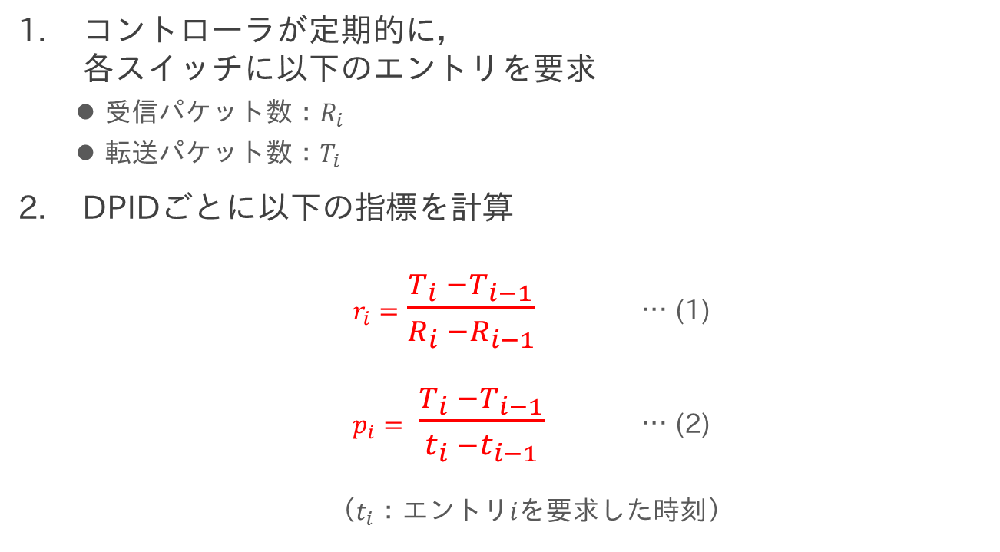 1. コントローラが定期的に，
各スイッチに以下のエントリを要求
● 受信パケット数：R_i
● 転送パケット数：T_i
2. DPIDごとに以下の指標を計算
r_i = (T_i − T_{i−1}) / (R_i − R_{i−1}) … (1)
p_i = (T_i − T_{i−1}) / (t_i − t_{i−1}) … (2)
（t_i：エントリiを要求した時刻）